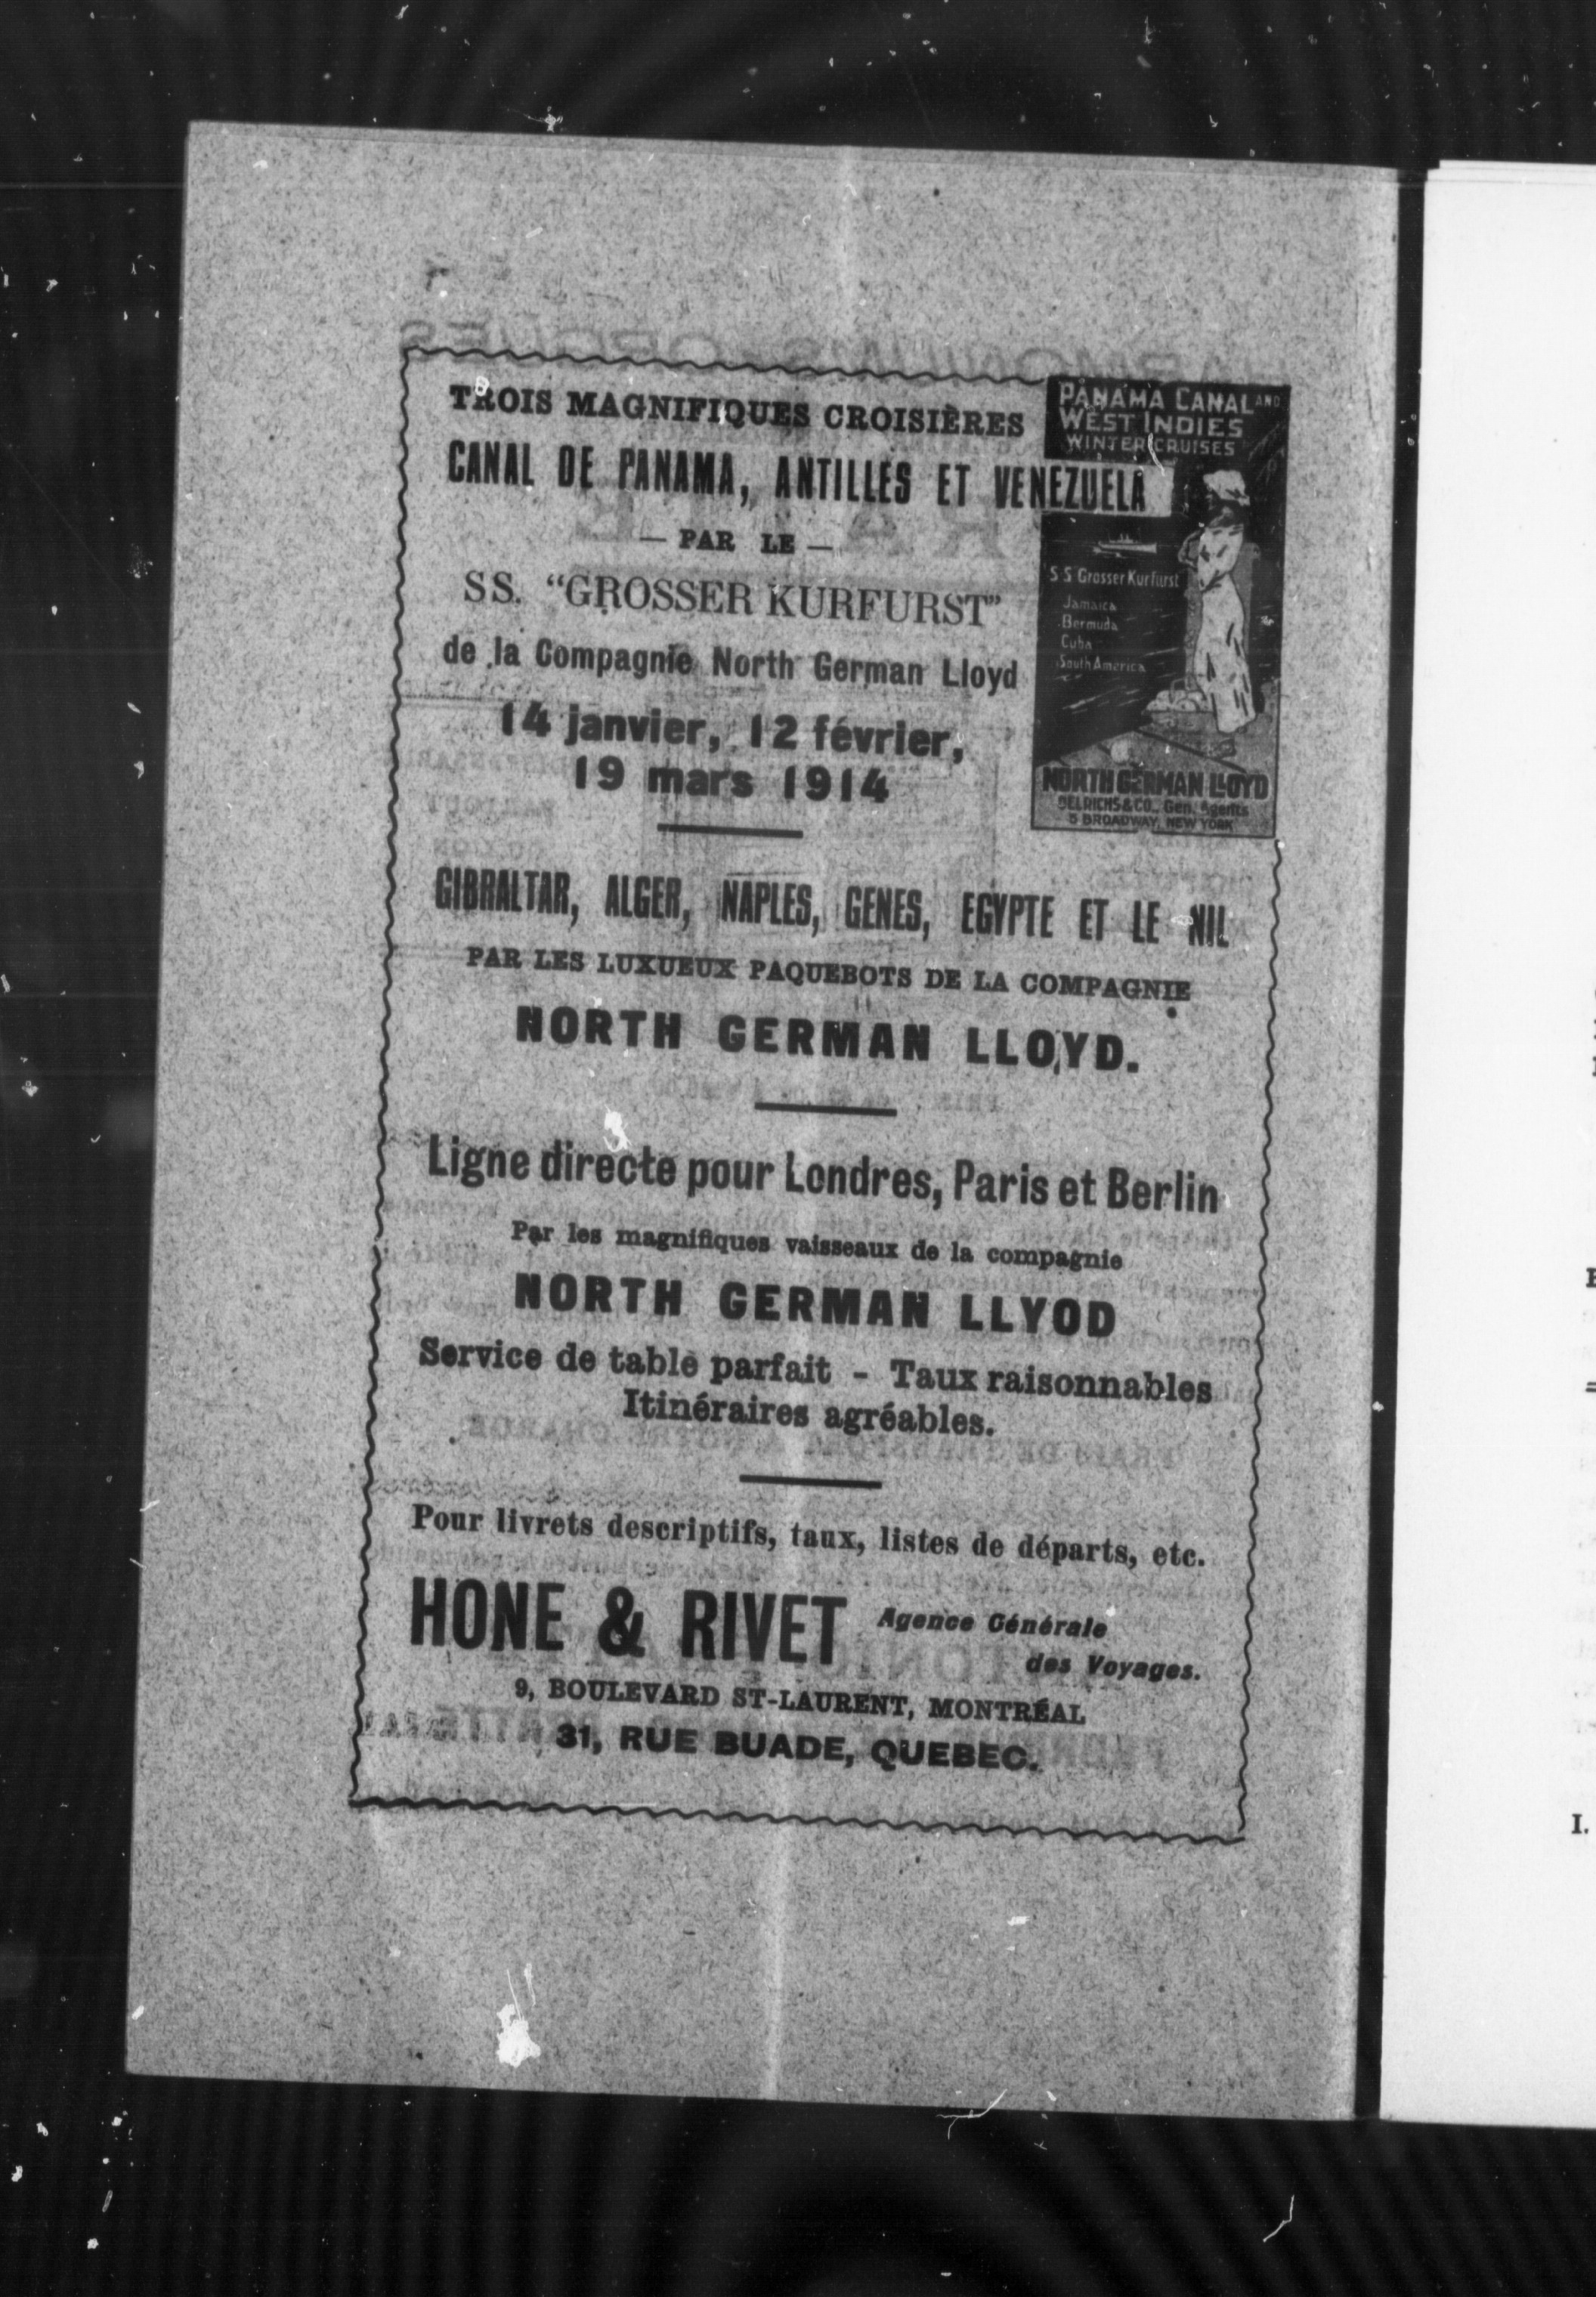 TROIS MAGNIFIQUES CROISIÈRES
CANAL DE PANAMA, ANTILLES ET VENEZUELA
— PAR LE —
SS. “GROSSER KURFURST”
de la Compagnie North German Lloyd
14 janvier, 12 février,
19 mars 1914
PANAMA CANAL AND
WEST INDIES
WINTER CRUISES
S S Grosser Kurfürst
Jamaica
Bermuda
Cuba
South America
NORTH GERMAN LLOYD
OELRICHS & CO., Gen. Agents
5 BROADWAY, NEW YORK
GIBRALTAR, ALGER, NAPLES, GENES, EGYPTE ET LE NIL
PAR LES LUXUEUX PAQUEBOTS DE LA COMPAGNIE
NORTH GERMAN LLOYD.
Ligne directe pour Londres, Paris et Berlin
Par les magnifiques vaisseaux de la compagnie
NORTH GERMAN LLYOD
Service de table parfait - Taux raisonnables
Itinéraires agréables.
Pour livrets descriptifs, taux, listes de départs, etc.
HONE & RIVET Agence Générale
des Voyages.
9, BOULEVARD ST-LAURENT, MONTRÉAL
31, RUE BUADE, QUEBEC.
I.